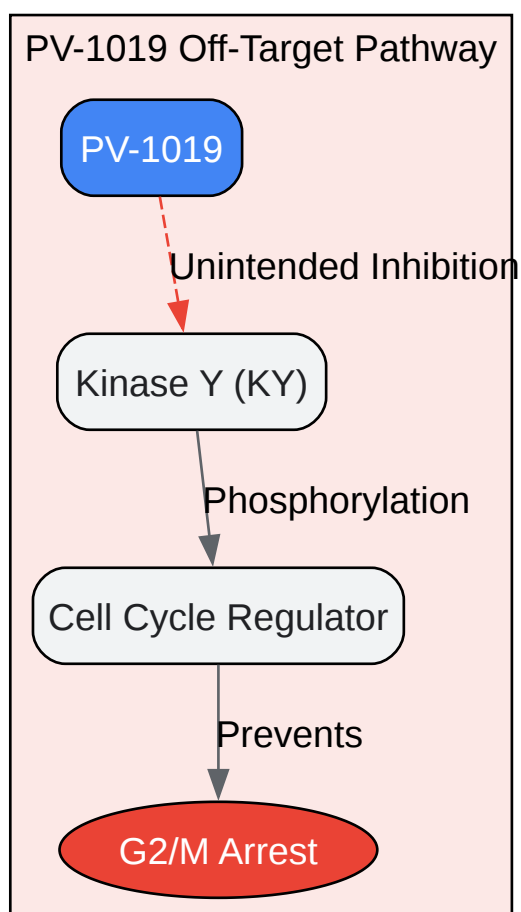 PV-1019 Off-Target Pathway
PV-1019
Unintended Inhibition
Kinase Y (KY)
Phosphorylation
Cell Cycle Regulator
Prevents
G2/M Arrest